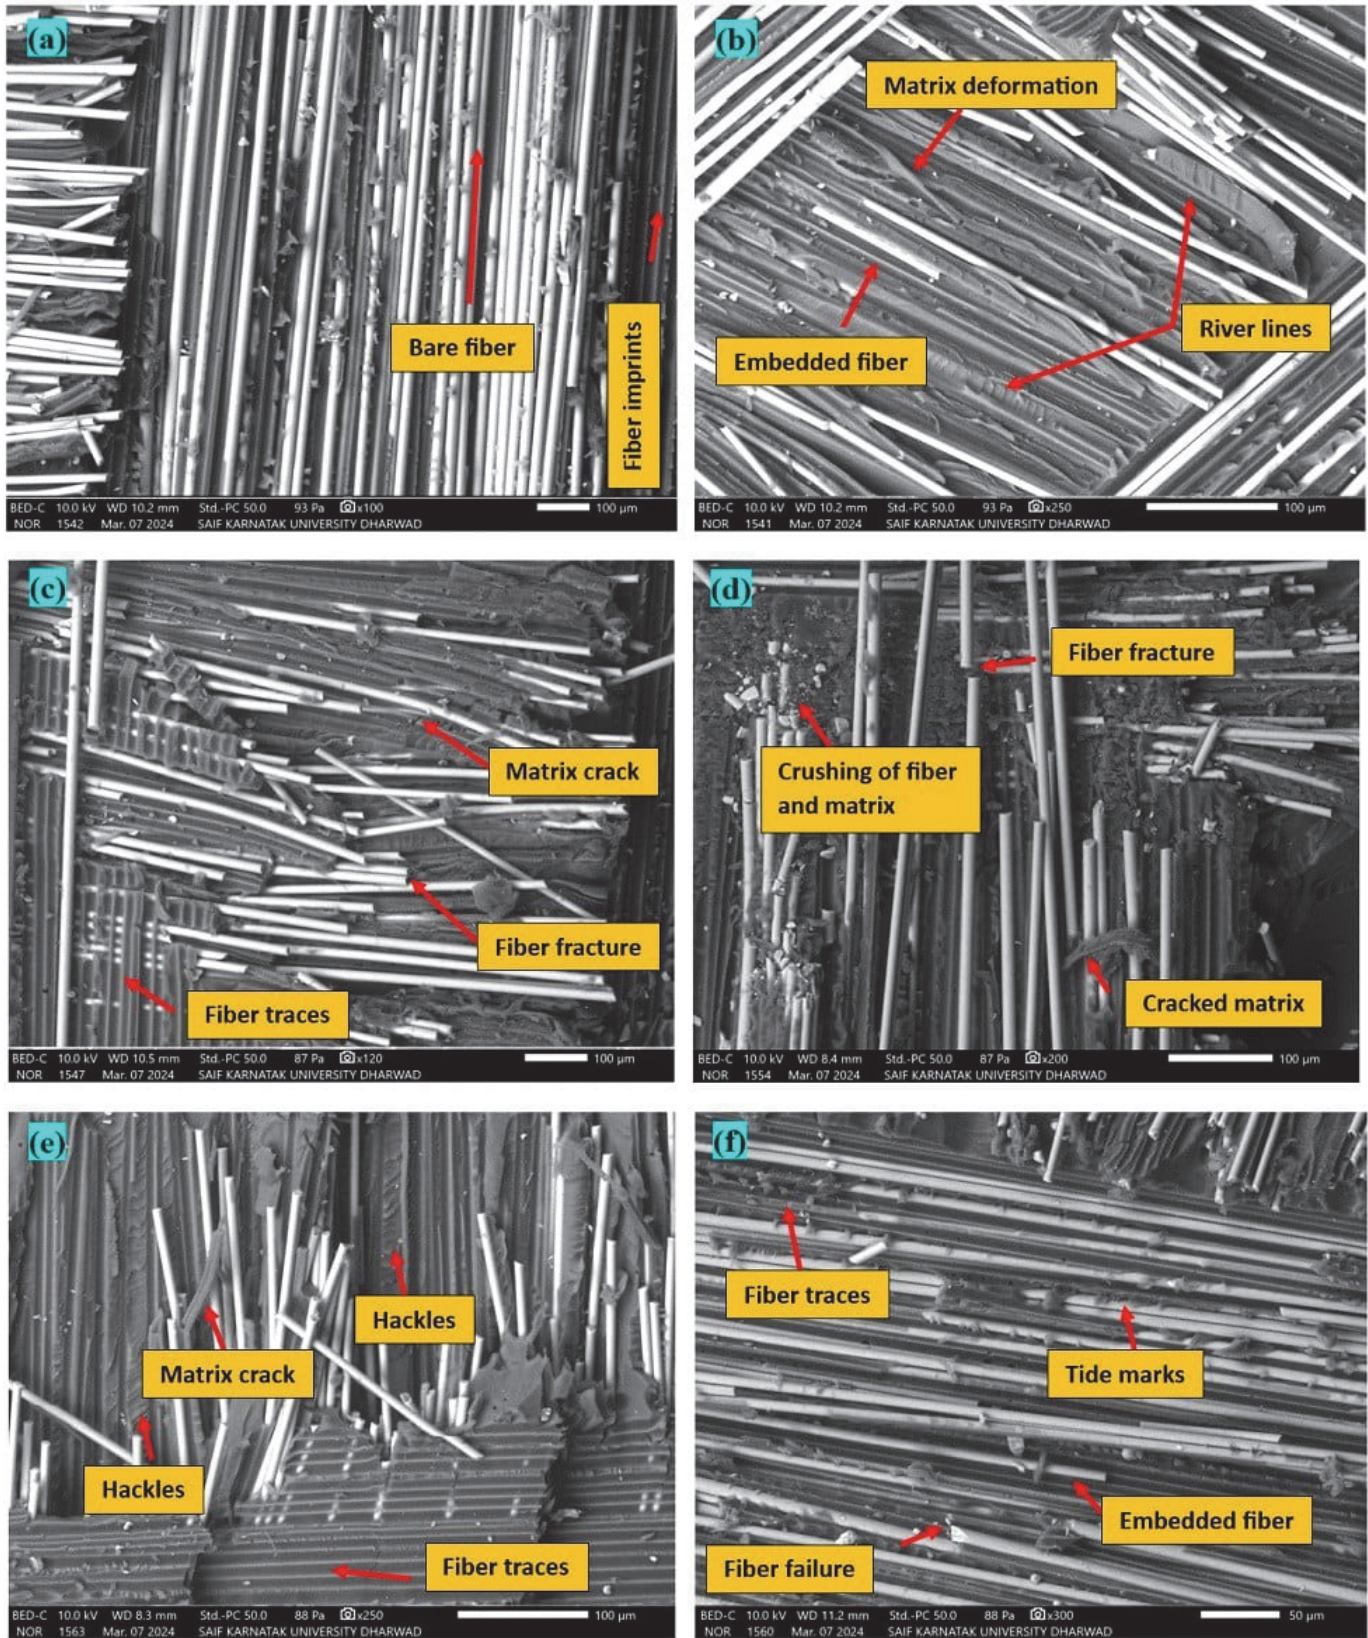 (a)
Bare fiber
Fiber imprints
BED-C 10.0 kV WD 10.2 mm Std.-PC 50.0 93 Pa x100 100 µm
NOR 1542 Mar. 07 2024 SAIF KARNATAK UNIVERSITY DHARWAD
(b)
Matrix deformation
River lines
Embedded fiber
BED-C 10.0 kV WD 10.2 mm Std.-PC 50.0 93 Pa x250 100 µm
NOR 1541 Mar. 07 2024 SAIF KARNATAK UNIVERSITY DHARWAD
(c)
Matrix crack
Fiber fracture
Fiber traces
BED-C 10.0 kV WD 10.5 mm Std.-PC 50.0 87 Pa x120 100 µm
NOR 1547 Mar. 07 2024 SAIF KARNATAK UNIVERSITY DHARWAD
(d)
Fiber fracture
Crushing of fiber
and matrix
Cracked matrix
BED-C 10.0 kV WD 8.4 mm Std.-PC 50.0 87 Pa x200 100 µm
NOR 1554 Mar. 07 2024 SAIF KARNATAK UNIVERSITY DHARWAD
(e)
Hackles
Matrix crack
Hackles
Fiber traces
BED-C 10.0 kV WD 8.3 mm Std.-PC 50.0 88 Pa x250 100 µm
NOR 1563 Mar. 07 2024 SAIF KARNATAK UNIVERSITY DHARWAD
(f)
Fiber traces
Tide marks
Embedded fiber
Fiber failure
BED-C 10.0 kV WD 11.2 mm Std.-PC 50.0 88 Pa x300 50 µm
NOR 1560 Mar. 07 2024 SAIF KARNATAK UNIVERSITY DHARWAD